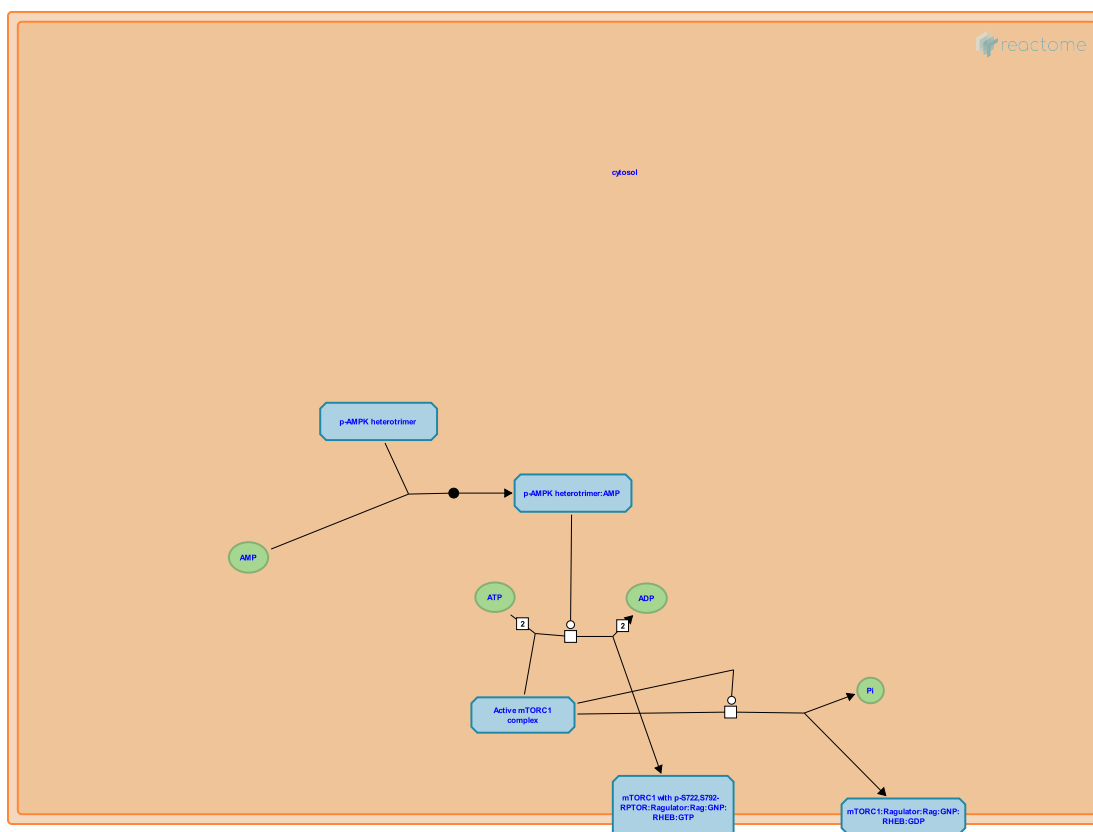 reactome
cytosol
p-AMPK heterotrimer
p-AMPK heterotrimer:AMP
AMP
ATP
ADP
2
2
Active mTORC1
complex
Pi
mTORC1 with p-S722,S792-
RPTOR:Ragulator:Rag:GNP:
RHEB:GTP
mTORC1:Ragulator:Rag:GNP:
RHEB:GDP